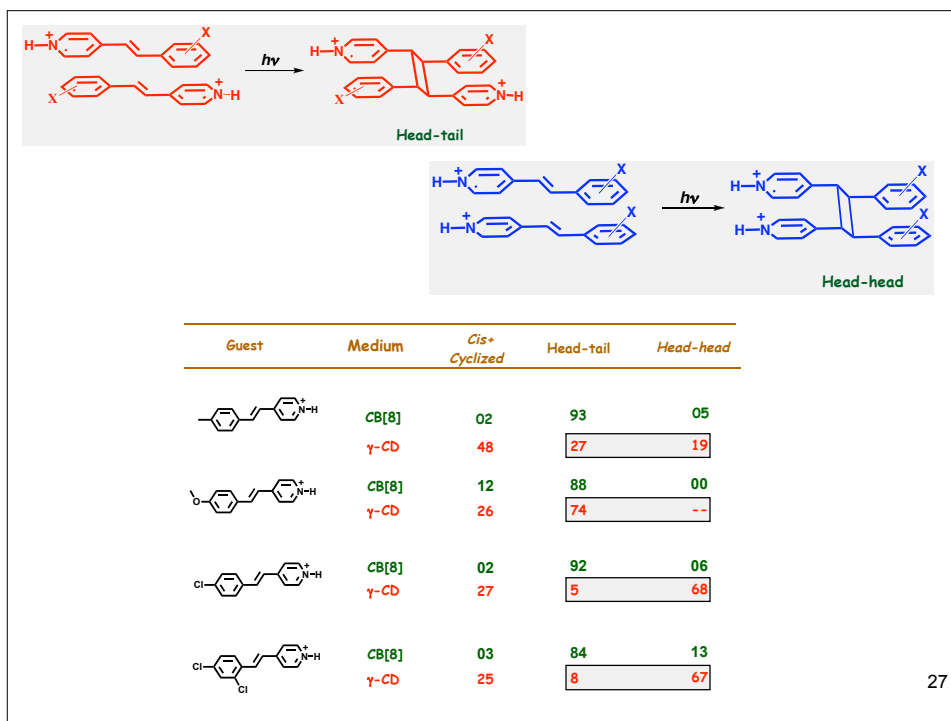 H-N+ X
hν
H-N+ X
X N+-H
X N+-H
Head-tail
H-N+ X
hν
H-N+ X
H-N+ X
H-N+ X
Head-head
Guest Medium Cis+ Cyclized Head-tail Head-head
N+-H CB[8] 02 93 05
γ-CD 48 27 19
O N+-H CB[8] 12 88 00
γ-CD 26 74 --
Cl N+-H CB[8] 02 92 06
γ-CD 27 5 68
Cl Cl N+-H CB[8] 03 84 13
γ-CD 25 8 67
27